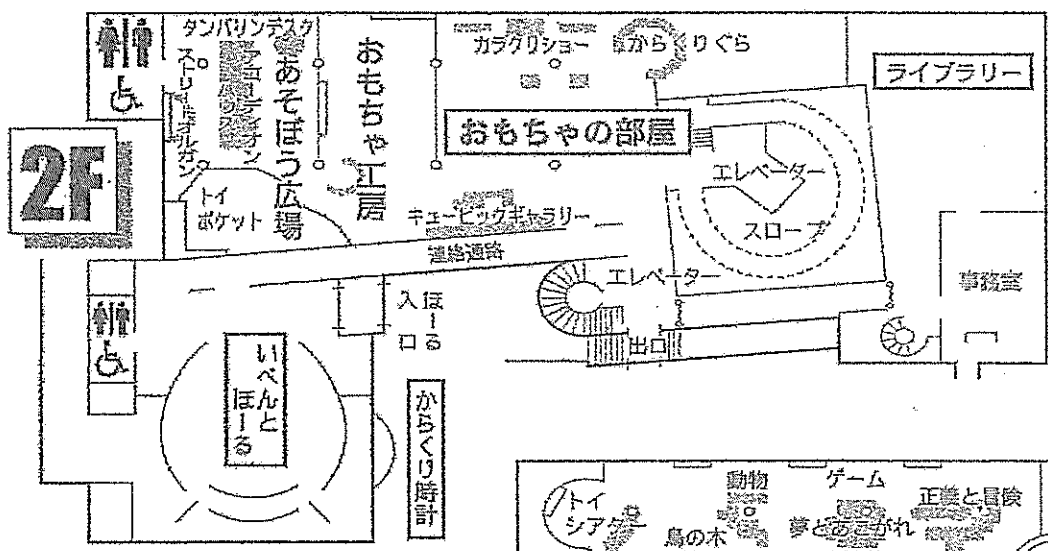 2F
タンバリンデスク
ストリートオルガン
アコーディオン
あそぼう広場
おもちゃ工房
トイ
ポケット
カラクリショー
からくりぐら
おもちゃの部屋
ライブラリー
エレベーター
スロープ
キュービックギャラリー
連絡通路
エレベーター
事務室
ほーる
入口
出口
いべんと
ほーる
からくり時計
トイ
シアター
動物
鳥の木
ゲーム
夢とあこがれ
正義と冒険